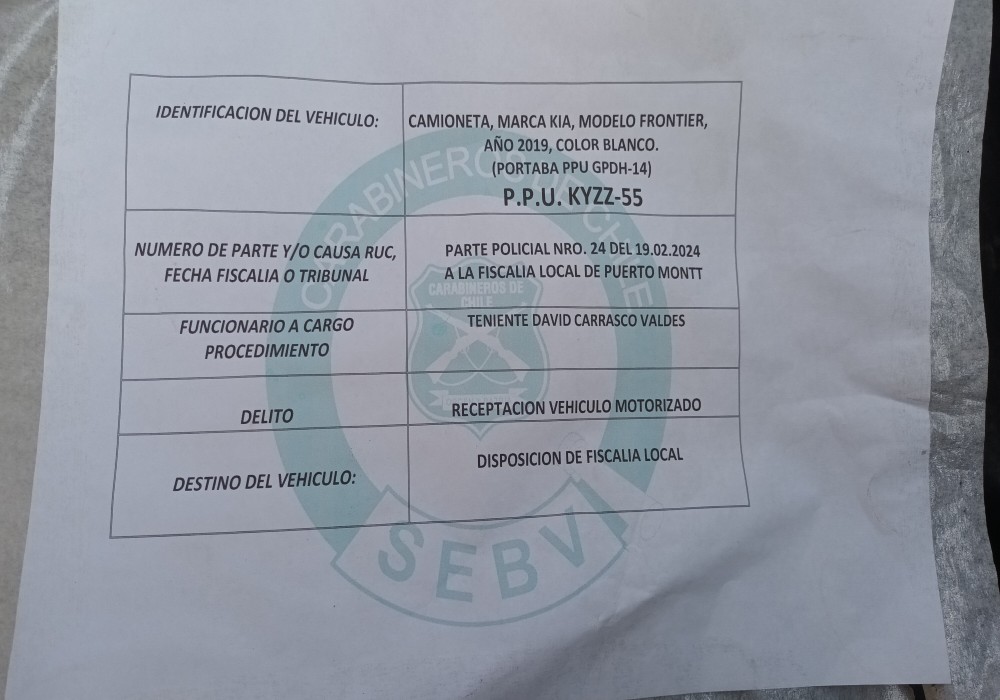 IDENTIFICACION DEL VEHICULO:
CAMIONETA, MARCA KIA, MODELO FRONTIER,
AÑO 2019, COLOR BLANCO.
(PORTABA PPU GPDH-14)
P.P.U. KYZZ-55
NUMERO DE PARTE Y/O CAUSA RUC,
FECHA FISCALIA O TRIBUNAL
PARTE POLICIAL NRO. 24 DEL 19.02.2024
A LA FISCALIA LOCAL DE PUERTO MONTT
FUNCIONARIO A CARGO
PROCEDIMIENTO
TENIENTE DAVID CARRASCO VALDES
DELITO
RECEPTACION VEHICULO MOTORIZADO
DESTINO DEL VEHICULO:
DISPOSICION DE FISCALIA LOCAL
CARABINEROS DE CHILE
CARABINEROS DE
CHILE
SEBV